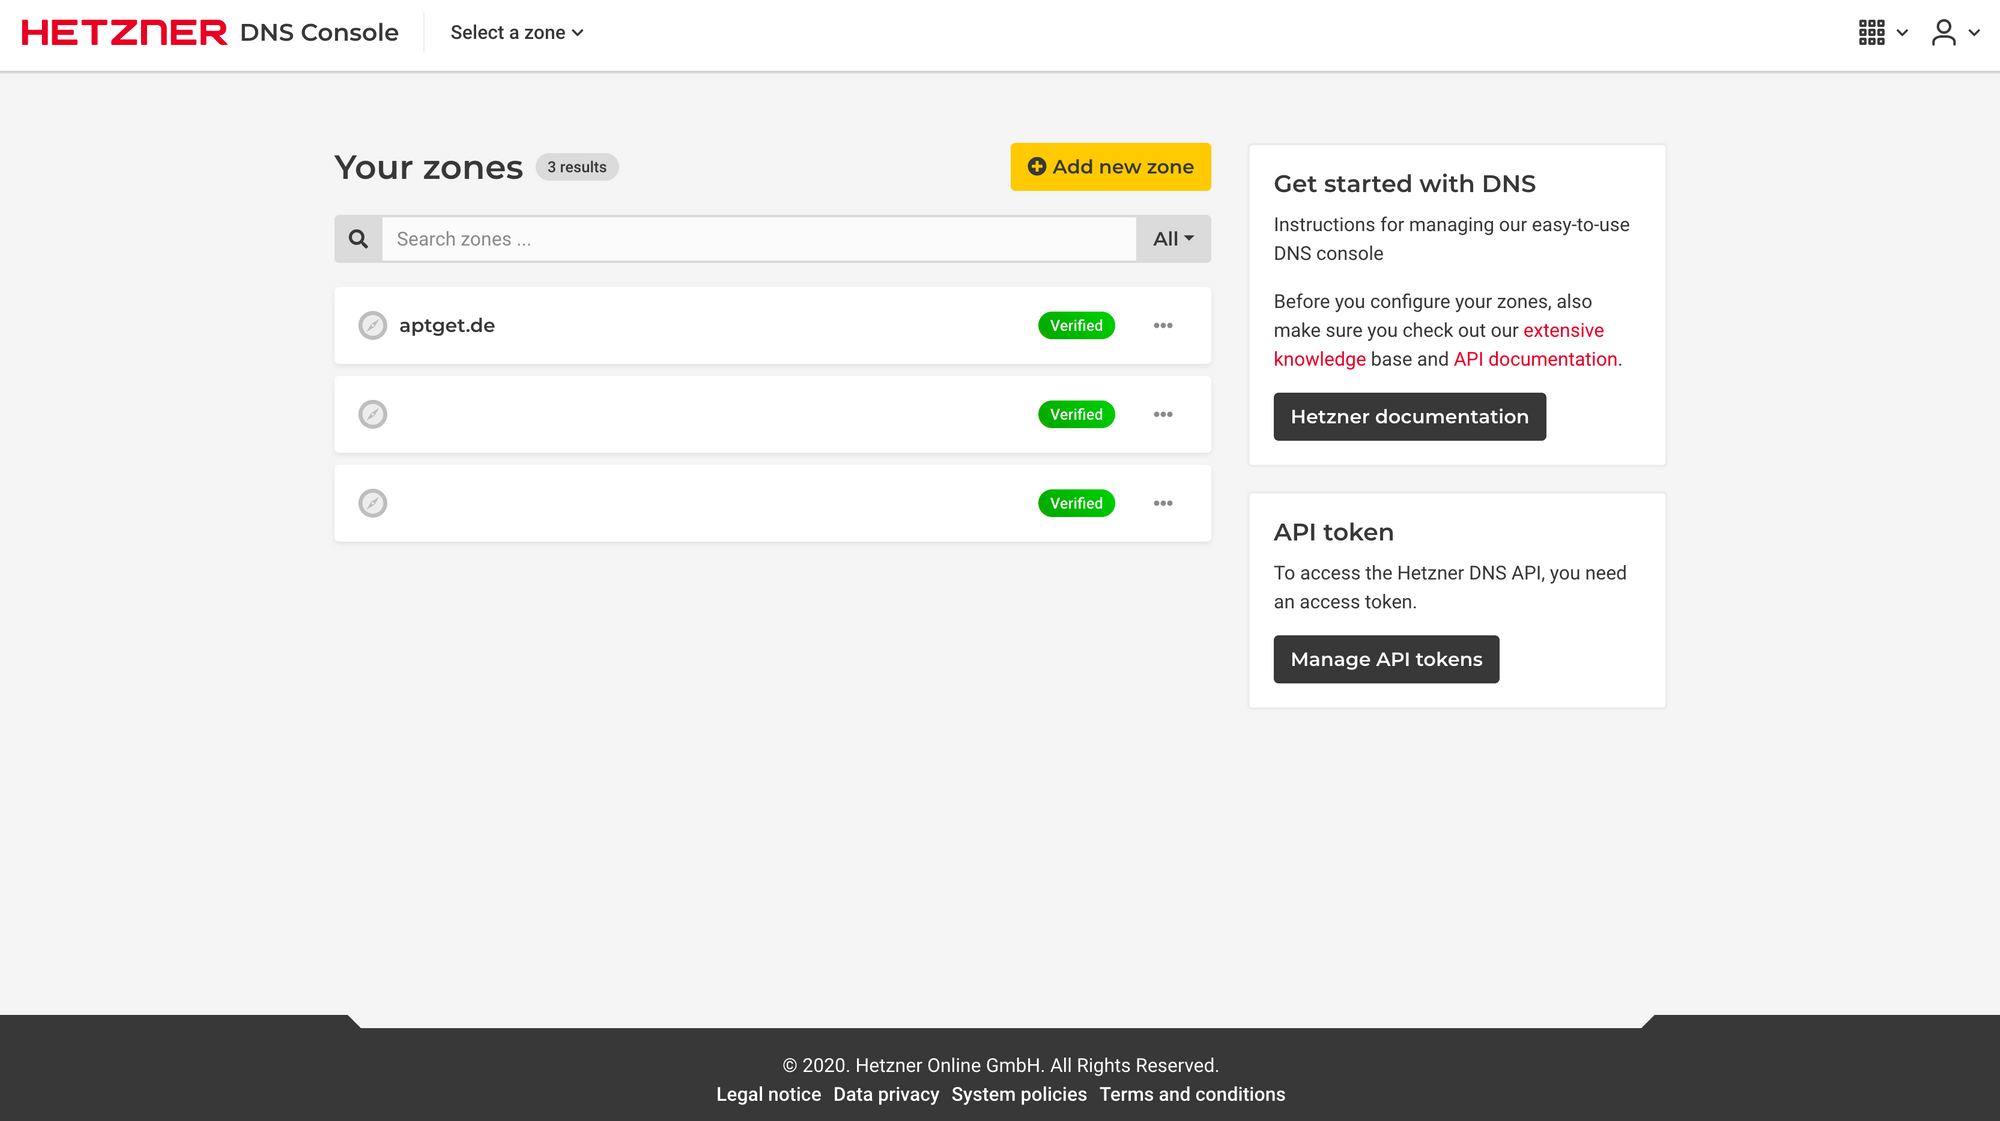 HETZNER DNS Console
Select a zone
Your zones
3 results
Add new zone
Search zones ...
All
aptget.de
Verified
Verified
Verified
Get started with DNS
Instructions for managing our easy-to-use
DNS console
Before you configure your zones, also
make sure you check out our extensive
knowledge base and API documentation.
Hetzner documentation
API token
To access the Hetzner DNS API, you need
an access token.
Manage API tokens
© 2020. Hetzner Online GmbH. All Rights Reserved.
Legal notice Data privacy System policies Terms and conditions